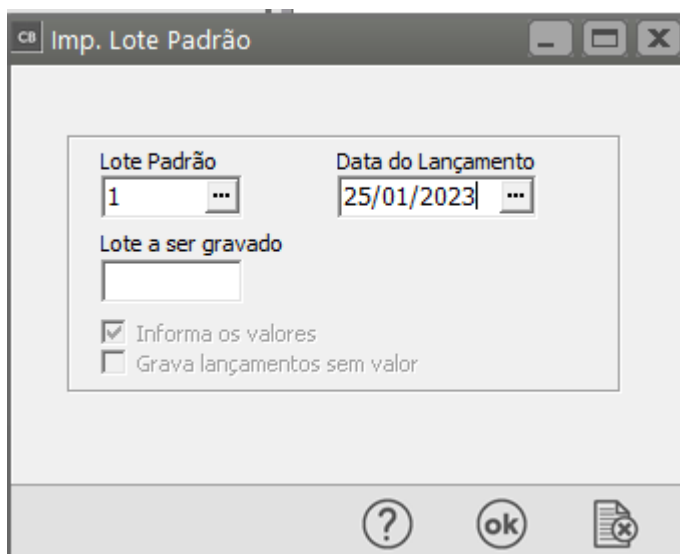 CB Imp. Lote Padrão
Lote Padrão Data do Lançamento
1 ... 25/01/2023 ...
Lote a ser gravado
Informa os valores
Grava lançamentos sem valor
? ok